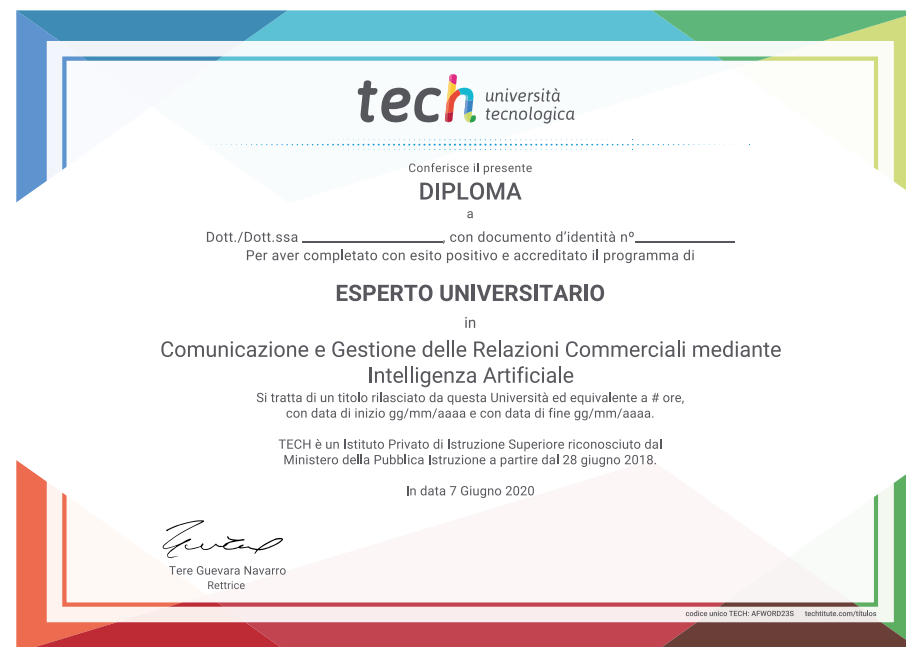 tech università
tecnologica
Conferisce il presente
DIPLOMA
a
Dott./Dott.ssa ________________, con documento d'identità nº____________
Per aver completato con esito positivo e accreditato il programma di
ESPERTO UNIVERSITARIO
in
Comunicazione e Gestione delle Relazioni Commerciali mediante
Intelligenza Artificiale
Si tratta di un titolo rilasciato da questa Università ed equivalente a # ore,
con data di inizio gg/mm/aaaa e con data di fine gg/mm/aaaa.
TECH è un Istituto Privato di Istruzione Superiore riconosciuto dal
Ministero della Pubblica Istruzione a partire dal 28 giugno 2018.
In data 7 Giugno 2020
Tere Guevara Navarro
Rettrice
codice unico TECH: AFWORD23S techtitute.com/títulos